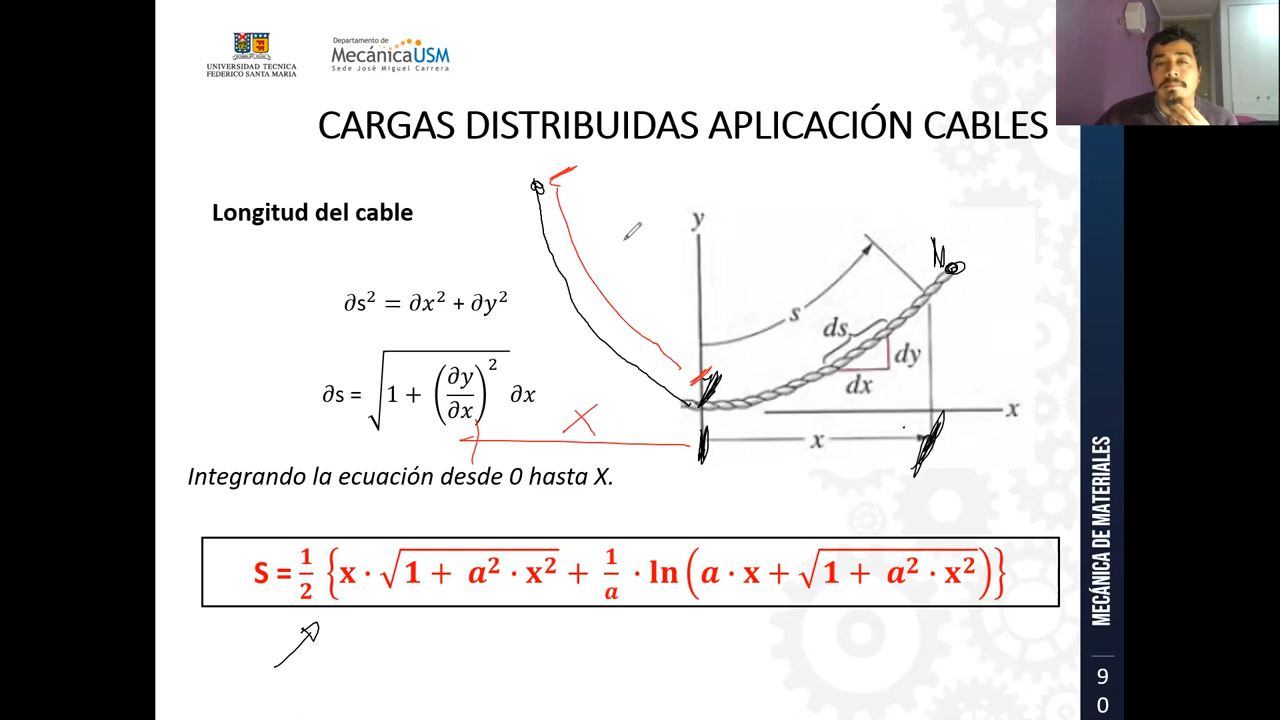 UNIVERSIDAD TECNICA
FEDERICO SANTA MARIA
Departamento de
MecánicaUSM
Sede José Miguel Carrera
CARGAS DISTRIBUIDAS APLICACIÓN CABLES
Longitud del cable
∂s² = ∂x² + ∂y²
∂s = √(1 + (∂y/∂x)²) ∂x
X
Integrando la ecuación desde 0 hasta X.
y
s
ds
dy
dx
x
x
S = 1/2 {x · √(1 + a² · x²) + 1/a · ln (a · x + √(1 + a² · x²))}
MECÁNICA DE MATERIALES
9
0